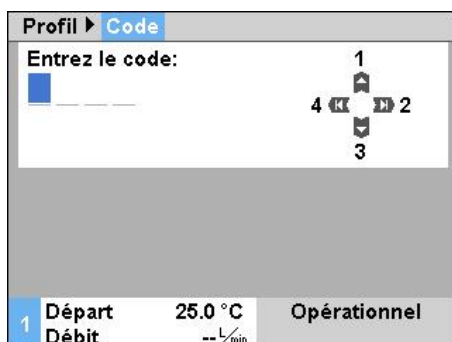 Profil Code
Entrez le code:
1
4 2
3
1
Départ 25.0 °C Opérationnel
Débit -- L/min